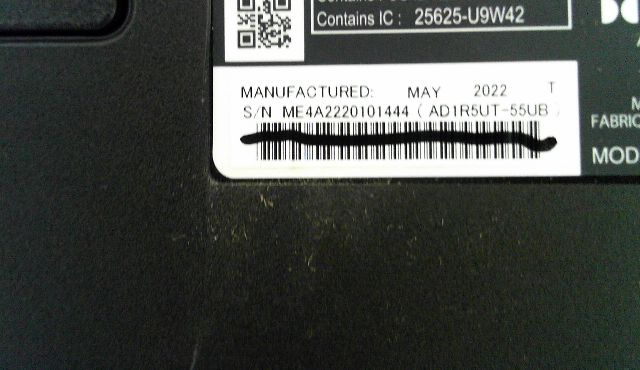 Contains IC : 25625-U9W42
MANUFACTURED: MAY 2022 T
S/N ME4A2220101444 ( AD1R5UT-55UB )
FABRIC
MOD